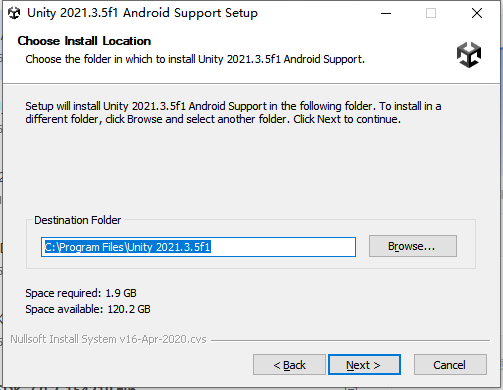 Unity 2021.3.5f1 Android Support Setup
Choose Install Location
Choose the folder in which to install Unity 2021.3.5f1 Android Support.
Setup will install Unity 2021.3.5f1 Android Support in the following folder. To install in a
different folder, click Browse and select another folder. Click Next to continue.
Destination Folder
C:\Program Files\Unity 2021.3.5f1
Browse...
Space required: 1.9 GB
Space available: 120.2 GB
Nullsoft Install System v16-Apr-2020.cvs
< Back
Next >
Cancel